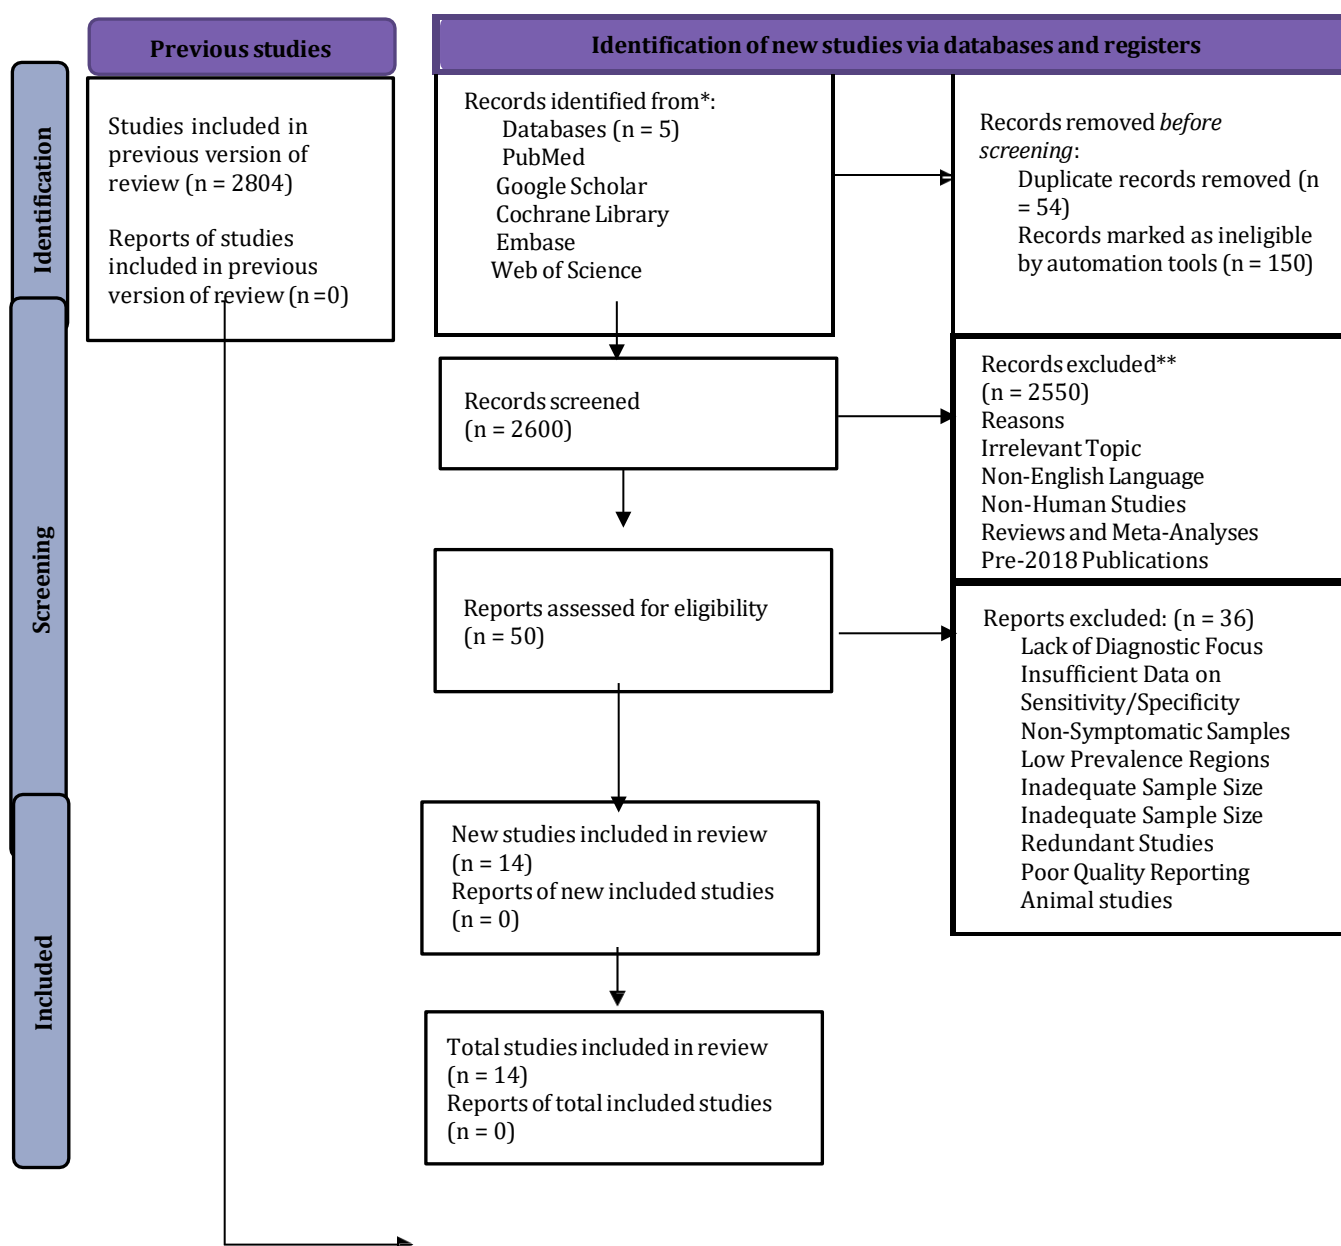 Previous studies
Identification of new studies via databases and registers
Identification
Studies included in
previous version of
review (n = 2804)
Reports of studies
included in previous
version of review (n =0)
Records identified from*:
Databases (n = 5)
PubMed
Google Scholar
Cochrane Library
Embase
Web of Science
Records removed before
screening:
Duplicate records removed (n
= 54)
Records marked as ineligible
by automation tools (n = 150)
Screening
Records screened
(n = 2600)
Records excluded**
(n = 2550)
Reasons
Irrelevant Topic
Non-English Language
Non-Human Studies
Reviews and Meta-Analyses
Pre-2018 Publications
Reports assessed for eligibility
(n = 50)
Reports excluded: (n = 36)
Lack of Diagnostic Focus
Insufficient Data on
Sensitivity/Specificity
Non-Symptomatic Samples
Low Prevalence Regions
Inadequate Sample Size
Inadequate Sample Size
Redundant Studies
Poor Quality Reporting
Animal studies
Included
New studies included in review
(n = 14)
Reports of new included studies
(n = 0)
Total studies included in review
(n = 14)
Reports of total included studies
(n = 0)